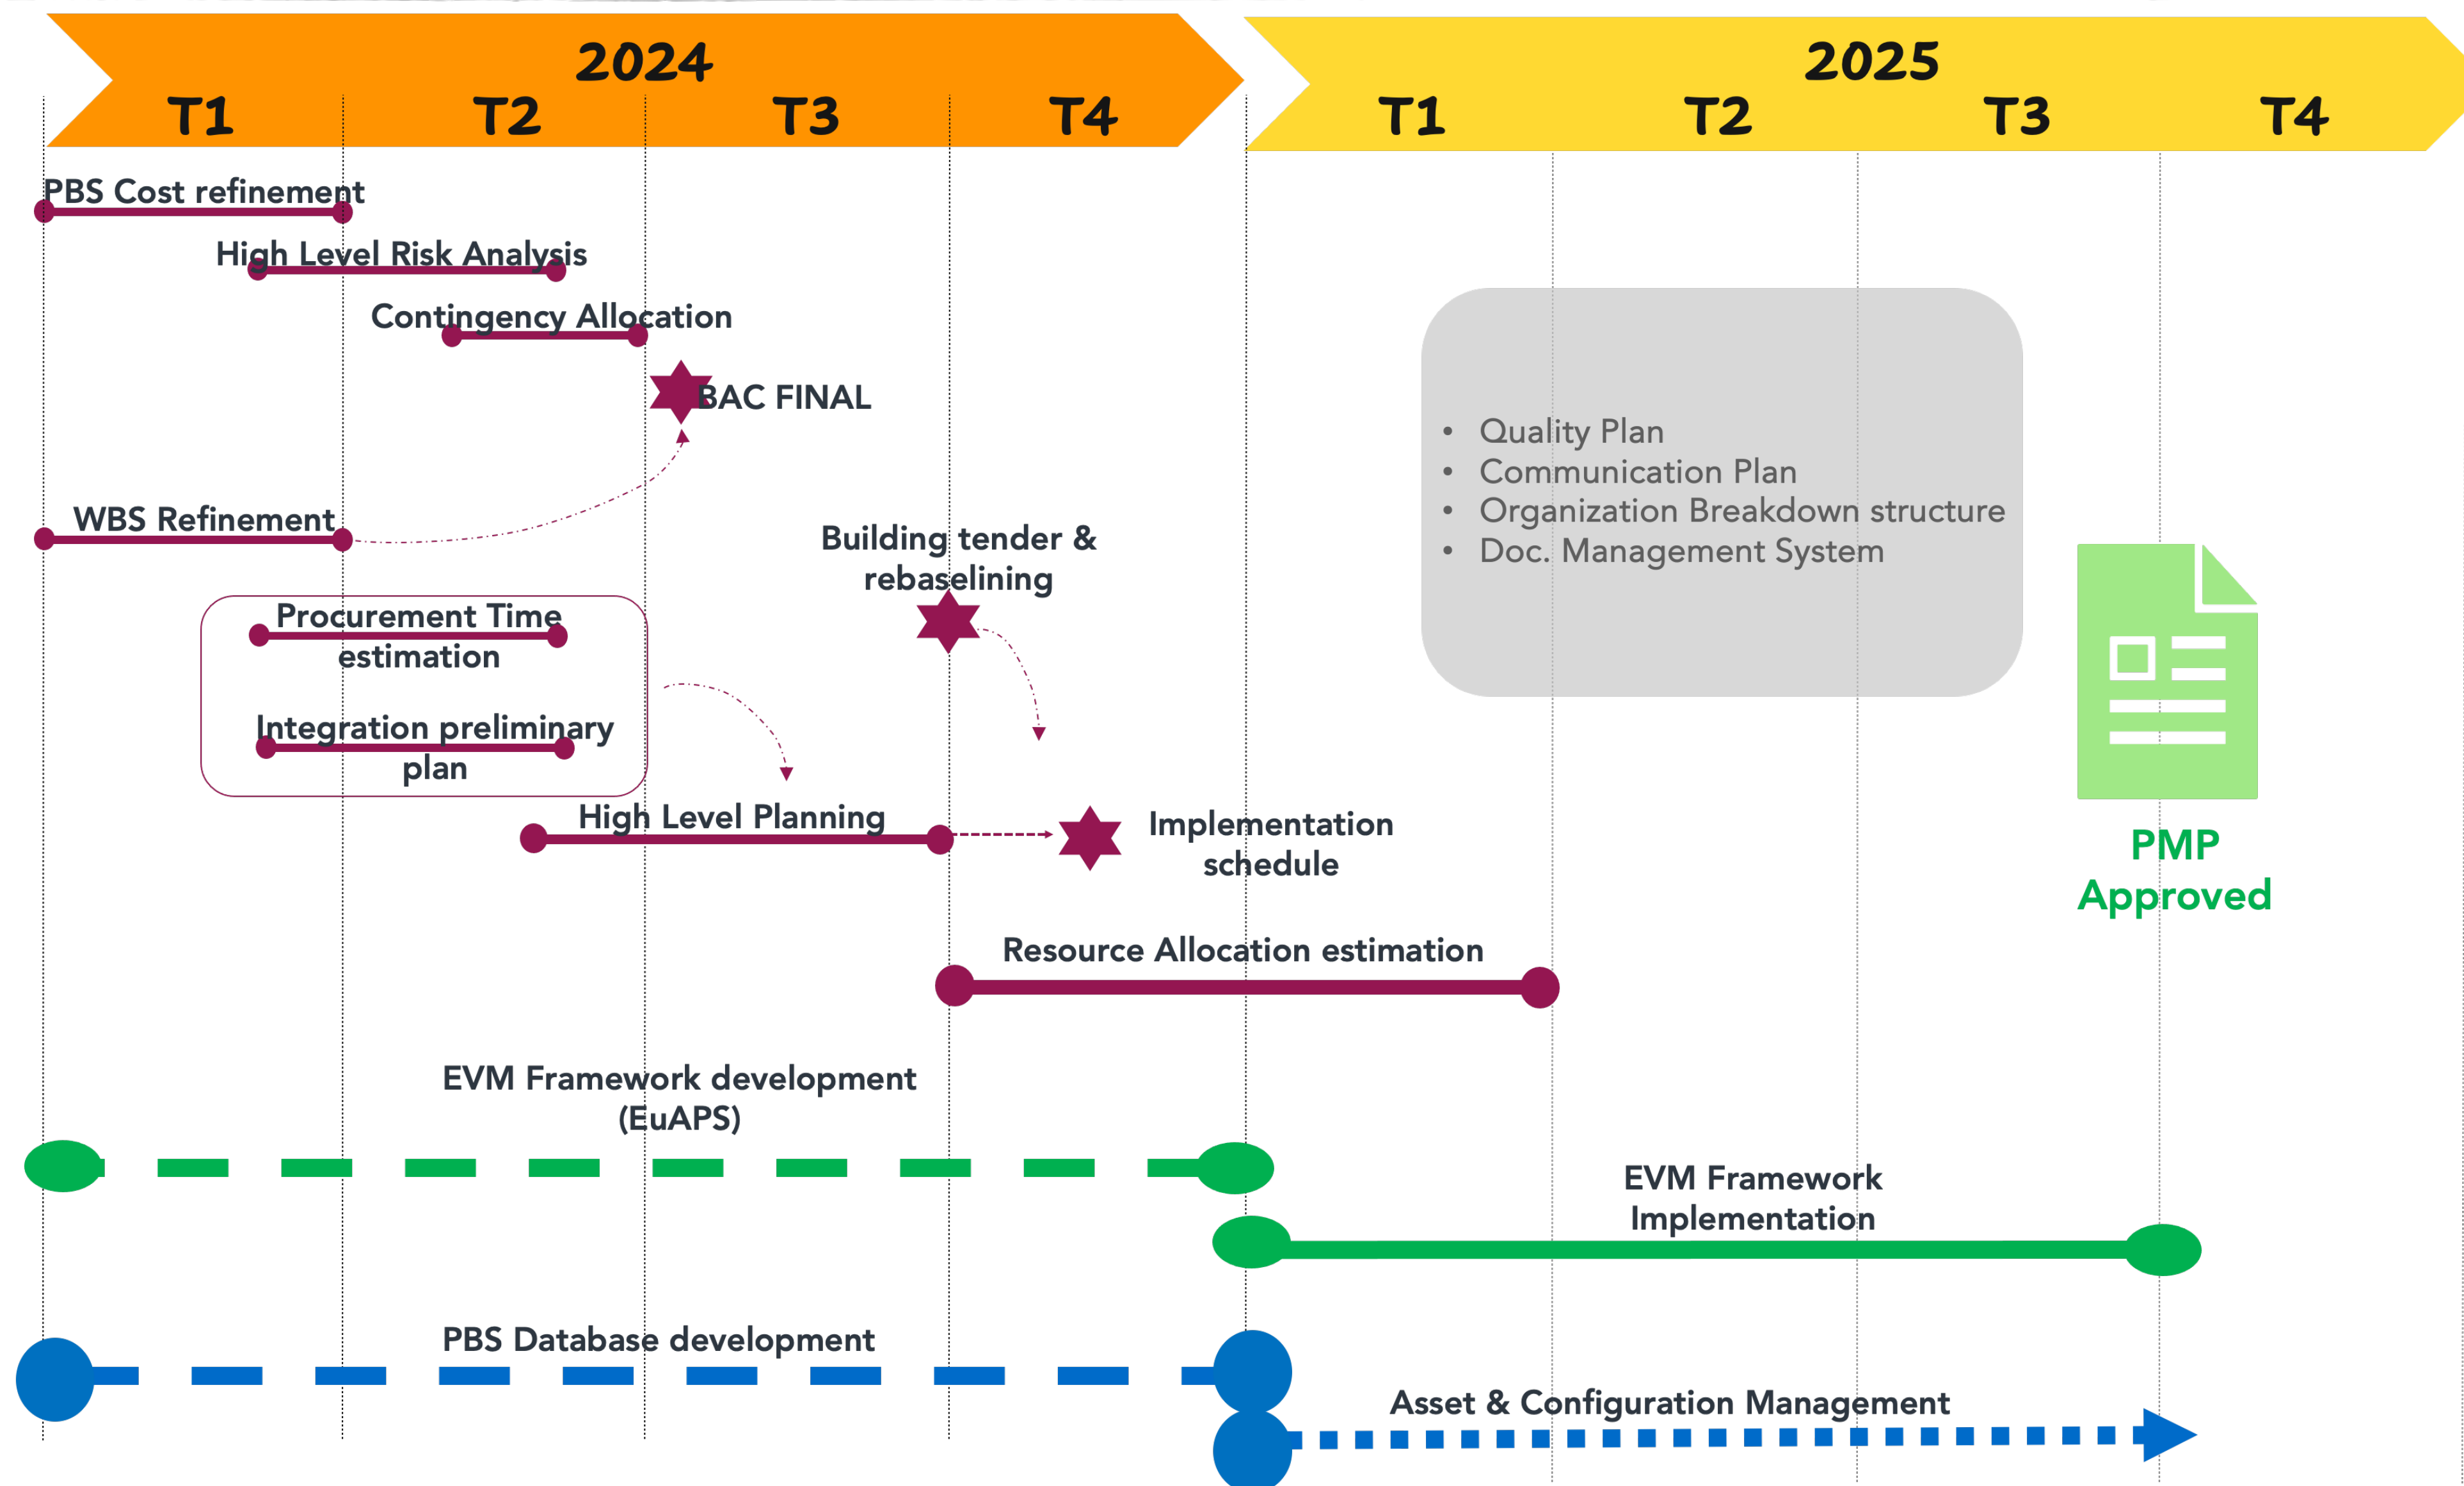 2024
T1 T2 T3 T4
2025
T1 T2 T3 T4
PBS Cost refinement
High Level Risk Analysis
Contingency Allocation
BAC FINAL
WBS Refinement
Building tender &
rebaselining
Procurement Time
estimation
Integration preliminary
plan
High Level Planning
Implementation
schedule
• Quality Plan
• Communication Plan
• Organization Breakdown structure
• Doc. Management System
PMP
Approved
Resource Allocation estimation
EVM Framework development
(EuAPS)
EVM Framework
Implementation
PBS Database development
Asset & Configuration Management